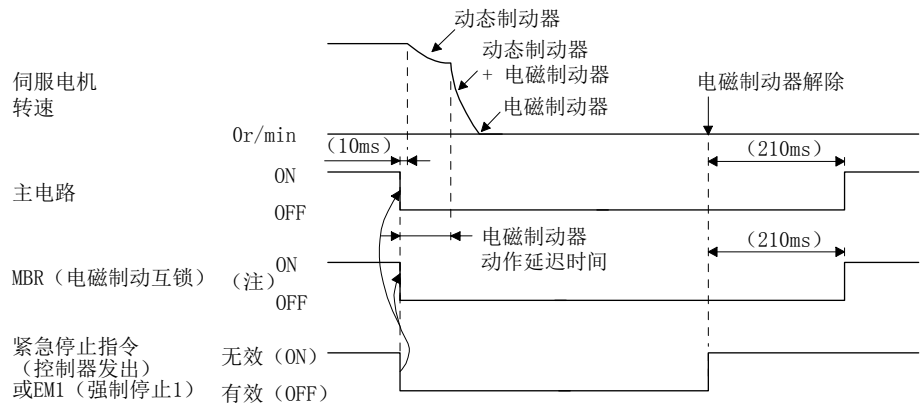 动态制动器
动态制动器
+ 电磁制动器
电磁制动器
电磁制动器解除
伺服电机
转速
0r/min
（10ms）
（210ms）
主电路
ON
OFF
电磁制动器
动作延迟时间
（210ms）
MBR（电磁制动互锁）
（注）
ON
OFF
紧急停止指令
（控制器发出）
或EM1（强制停止1）
无效（ON）
有效（OFF）